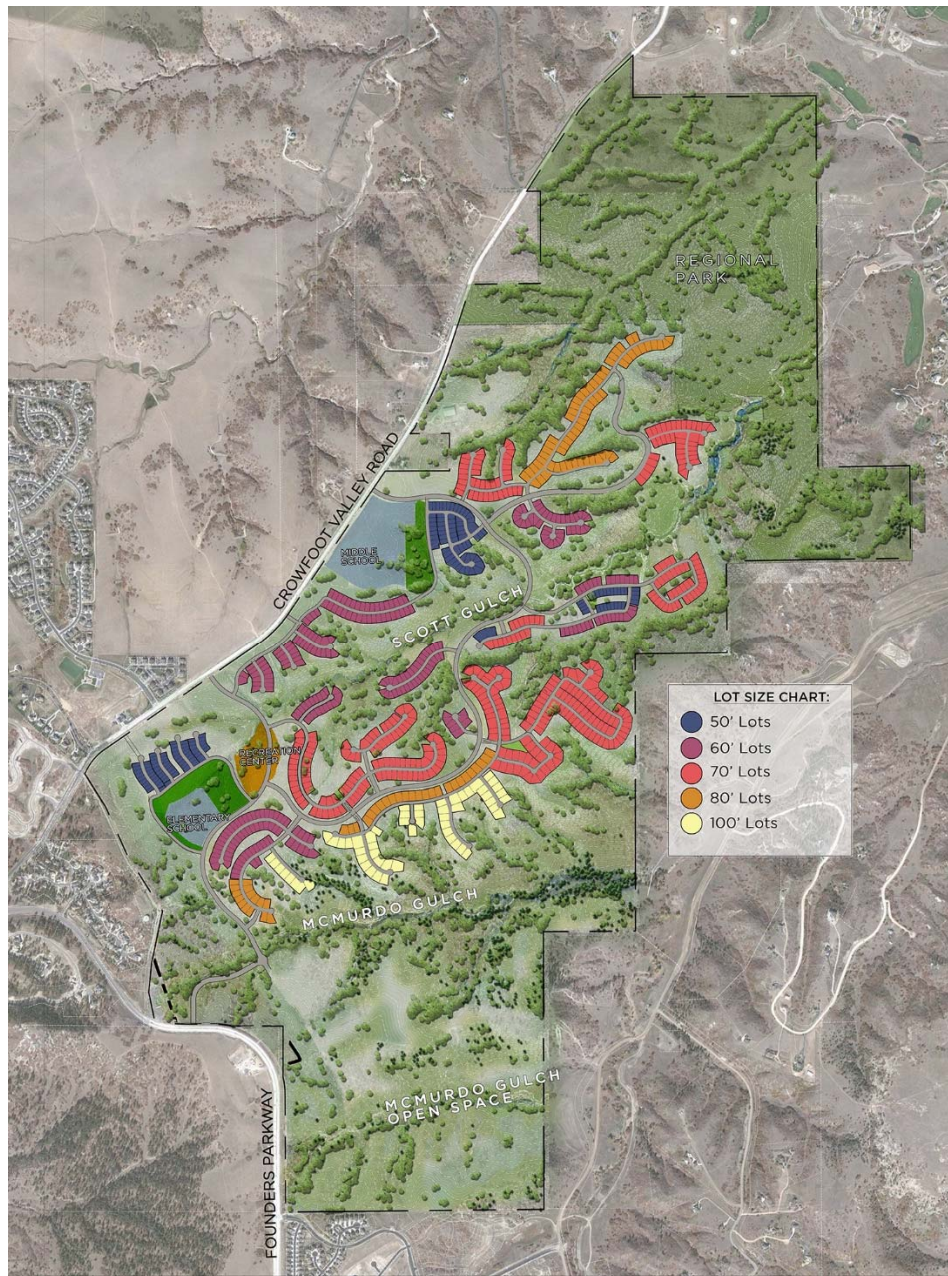 REGIONAL
PARK
CROWFOOT VALLEY ROAD
MIDDLE
SCHOOL
SCOTT GULCH
LOT SIZE CHART:
50' Lots
60' Lots
70' Lots
80' Lots
100' Lots
RECREATION
CENTER
ELEMENTARY
SCHOOL
MCMURDO GULCH
MCMURDO GULCH
OPEN SPACE
FOUNDERS PARKWAY